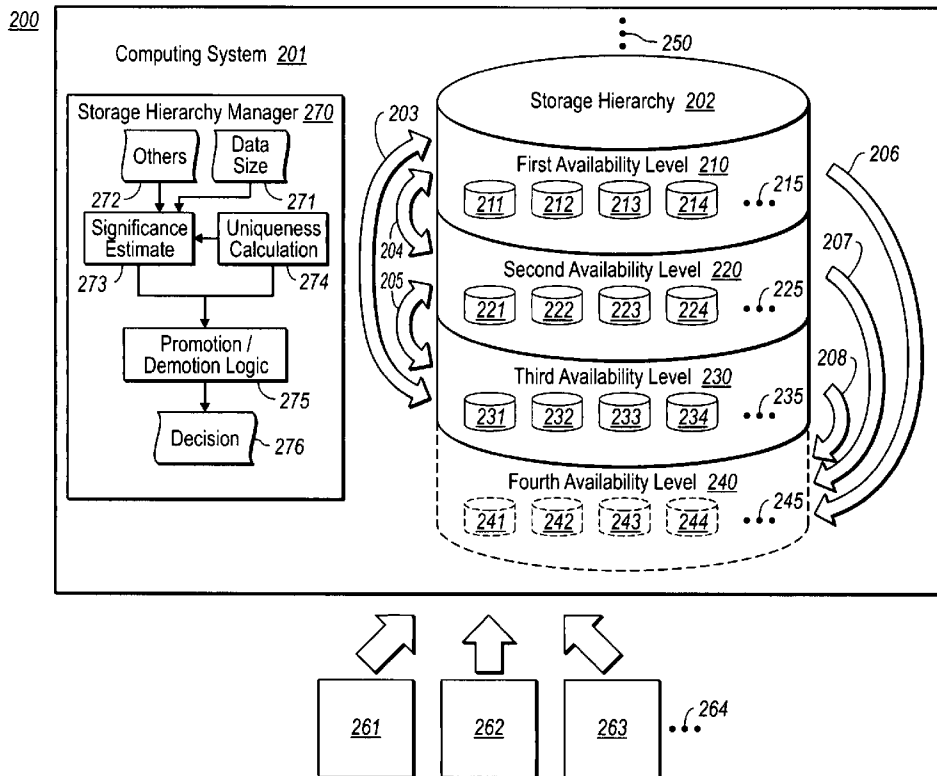 200
250
Computing System 201
Storage Hierarchy 202
Storage Hierarchy Manager 270
203
Others
Data
Size
206
First Availability Level 210
272
271
211 212 213 214 ••• 215
Significance
Estimate
Uniqueness
Calculation
204
207
273
274
205
Second Availability Level 220
221 222 223 224 ••• 225
Promotion /
Demotion Logic
208
Third Availability Level 230
275
231 232 233 234 ••• 235
Decision
276
Fourth Availability Level 240
241 242 243 244 ••• 245
261 262 263 ••• 264